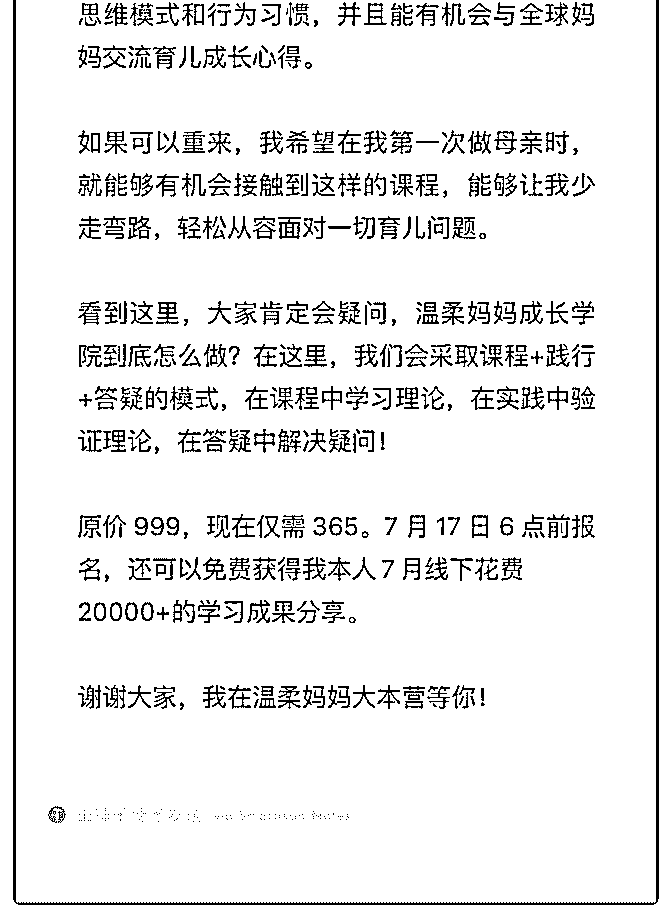 思维模式和行为习惯，并且能有机会与全球妈
妈交流育儿成长心得。
如果可以重来，我希望在我第一次做母亲时，
就能够有机会接触到这样的课程，能够让我少
走弯路，轻松从容面对一切育儿问题。
看到这里，大家肯定会疑问，温柔妈妈成长学
院到底怎么做？在这里，我们会采取课程+践行
+答疑的模式，在课程中学习理论，在实践中验
证理论，在答疑中解决疑问！
原价 999，现在仅需 365。7 月 17 日 6 点前报
名，还可以免费获得我本人 7 月线下花费
20000+的学习成果分享。
谢谢大家，我在温柔妈妈大本营等你！